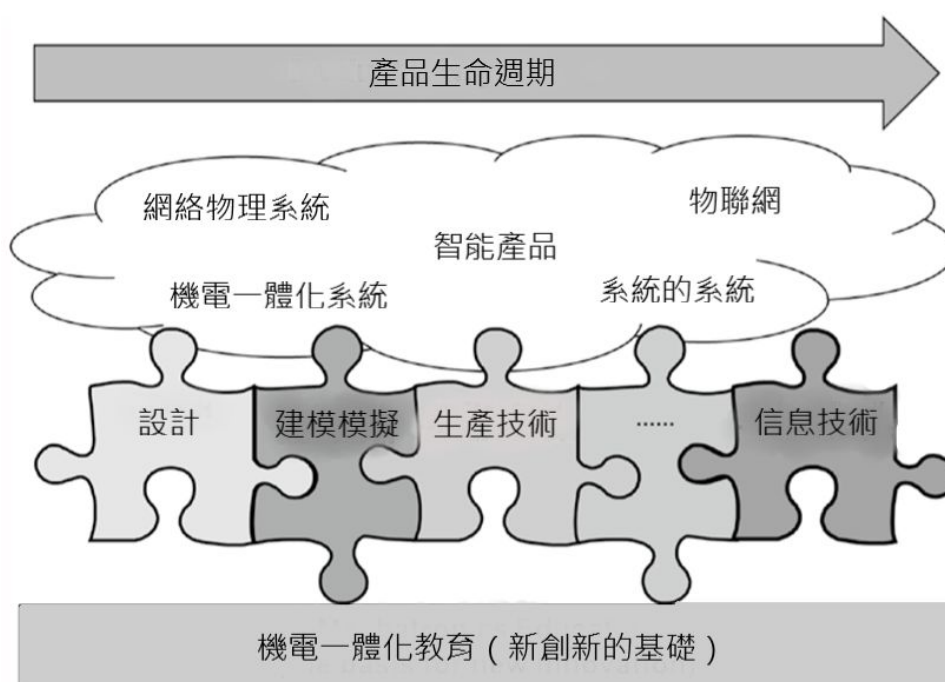 產品生命週期
網絡物理系統
物聯網
智能產品
機電一體化系統
系統的系統
設計
建模模擬
生產技術
……
信息技術
機電一體化教育（新創新的基礎）